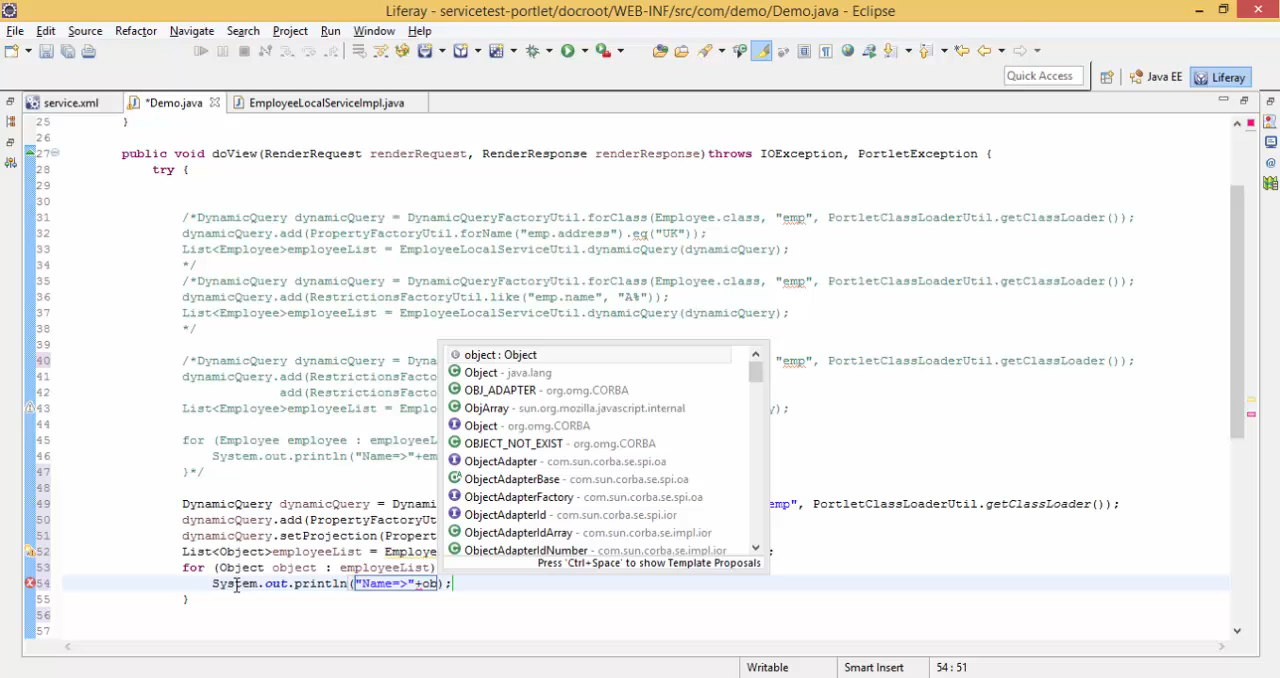 Liferay - servicetest-portlet/docroot/WEB-INF/src/com/demo/Demo.java - Eclipse
File Edit Source Refactor Navigate Search Project Run Window Help
Quick Access Java EE Liferay
service.xml *Demo.java EmployeeLocalServiceImpl.java
25 }
26
27 public void doView(RenderRequest renderRequest, RenderResponse renderResponse)throws IOException, PortletException {
28 try {
29
30
31 /*DynamicQuery dynamicQuery = DynamicQueryFactoryUtil.forClass(Employee.class, "emp", PortletClassLoaderUtil.getClassLoader());
32 dynamicQuery.add(PropertyFactoryUtil.forName("emp.address").eq("UK"));
33 List<Employee>employeeList = EmployeeLocalServiceUtil.dynamicQuery(dynamicQuery);
34 */
35 /*DynamicQuery dynamicQuery = DynamicQueryFactoryUtil.forClass(Employee.class, "emp", PortletClassLoaderUtil.getClassLoader());
36 dynamicQuery.add(RestrictionsFactoryUtil.like("emp.name", "A%"));
37 List<Employee>employeeList = EmployeeLocalServiceUtil.dynamicQuery(dynamicQuery);
38 */
39
40 /*DynamicQuery dynamicQuery = Dyna "emp", PortletClassLoaderUtil.getClassLoader());
41 dynamicQuery.add(RestrictionsFacto
42 add(RestrictionsFacto
43 List<Employee>employeeList = Emplo );
44
45 for (Employee employee : employeeL
46 System.out.println("Name=>"+em
47 }*/
48
49 DynamicQuery dynamicQuery = Dynami emp", PortletClassLoaderUtil.getClassLoader());
50 dynamicQuery.add(PropertyFactoryUt
51 dynamicQuery.setProjection(Propert
52 List<Object>employeeList = Employe ;
53 for (Object object : employeeList)
54 System.out.println("Name=>"+ob);
55 }
56
57
object : Object
Object - java.lang
OBJ_ADAPTER - org.omg.CORBA
ObjArray - sun.org.mozilla.javascript.internal
Object - org.omg.CORBA
OBJECT_NOT_EXIST - org.omg.CORBA
ObjectAdapter - com.sun.corba.se.spi.oa
ObjectAdapterBase - com.sun.corba.se.spi.oa
ObjectAdapterFactory - com.sun.corba.se.spi.oa
ObjectAdapterId - com.sun.corba.se.spi.ior
ObjectAdapterIdArray - com.sun.corba.se.impl.ior
ObjectAdapterIdNumber - com.sun.corba.se.impl.ior
Press 'Ctrl+Space' to show Template Proposals
Writable Smart Insert 54 : 51